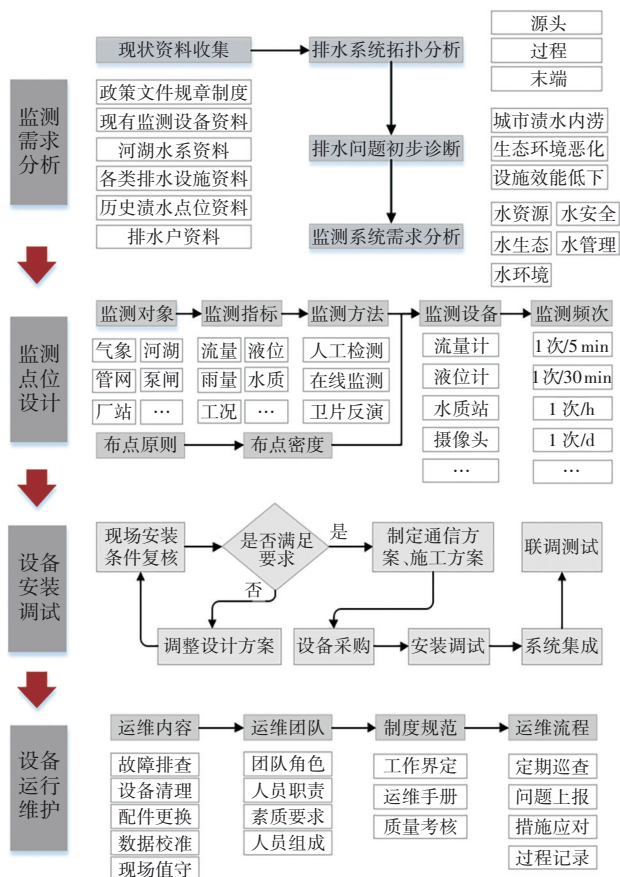 监测
需求
分析
现状资料收集
政策文件规章制度
现有监测设备资料
河湖水系资料
各类排水设施资料
历史渍水点位资料
排水户资料
排水系统拓扑分析
排水问题初步诊断
监测系统需求分析
源头
过程
末端
城市渍水内涝
生态环境恶化
设施效能低下
水资源 水安全
水生态 水管理
水环境
监测
点位
设计
监测对象 监测指标 监测方法 监测设备 监测频次
气象 河湖 流量 液位 人工检测 流量计 1次/5 min
管网 泵闸 雨量 水质 在线监测 液位计 1次/30 min
厂站 … 工况 … 卫片反演 水质站 1次/h
布点原则 布点密度 摄像头 1次/d
… …
设备
安装
调试
现场安装
条件复核
是否满足
要求
是
否
调整设计方案
制定通信方
案、施工方案
设备采购
安装调试
系统集成
联调测试
设备
运行
维护
运维内容 运维团队 制度规范 运维流程
故障排查 团队角色 工作界定 定期巡查
设备清理 人员职责 运维手册 问题上报
配件更换 素质要求 质量考核 措施应对
数据校准 人员组成 过程记录
现场值守